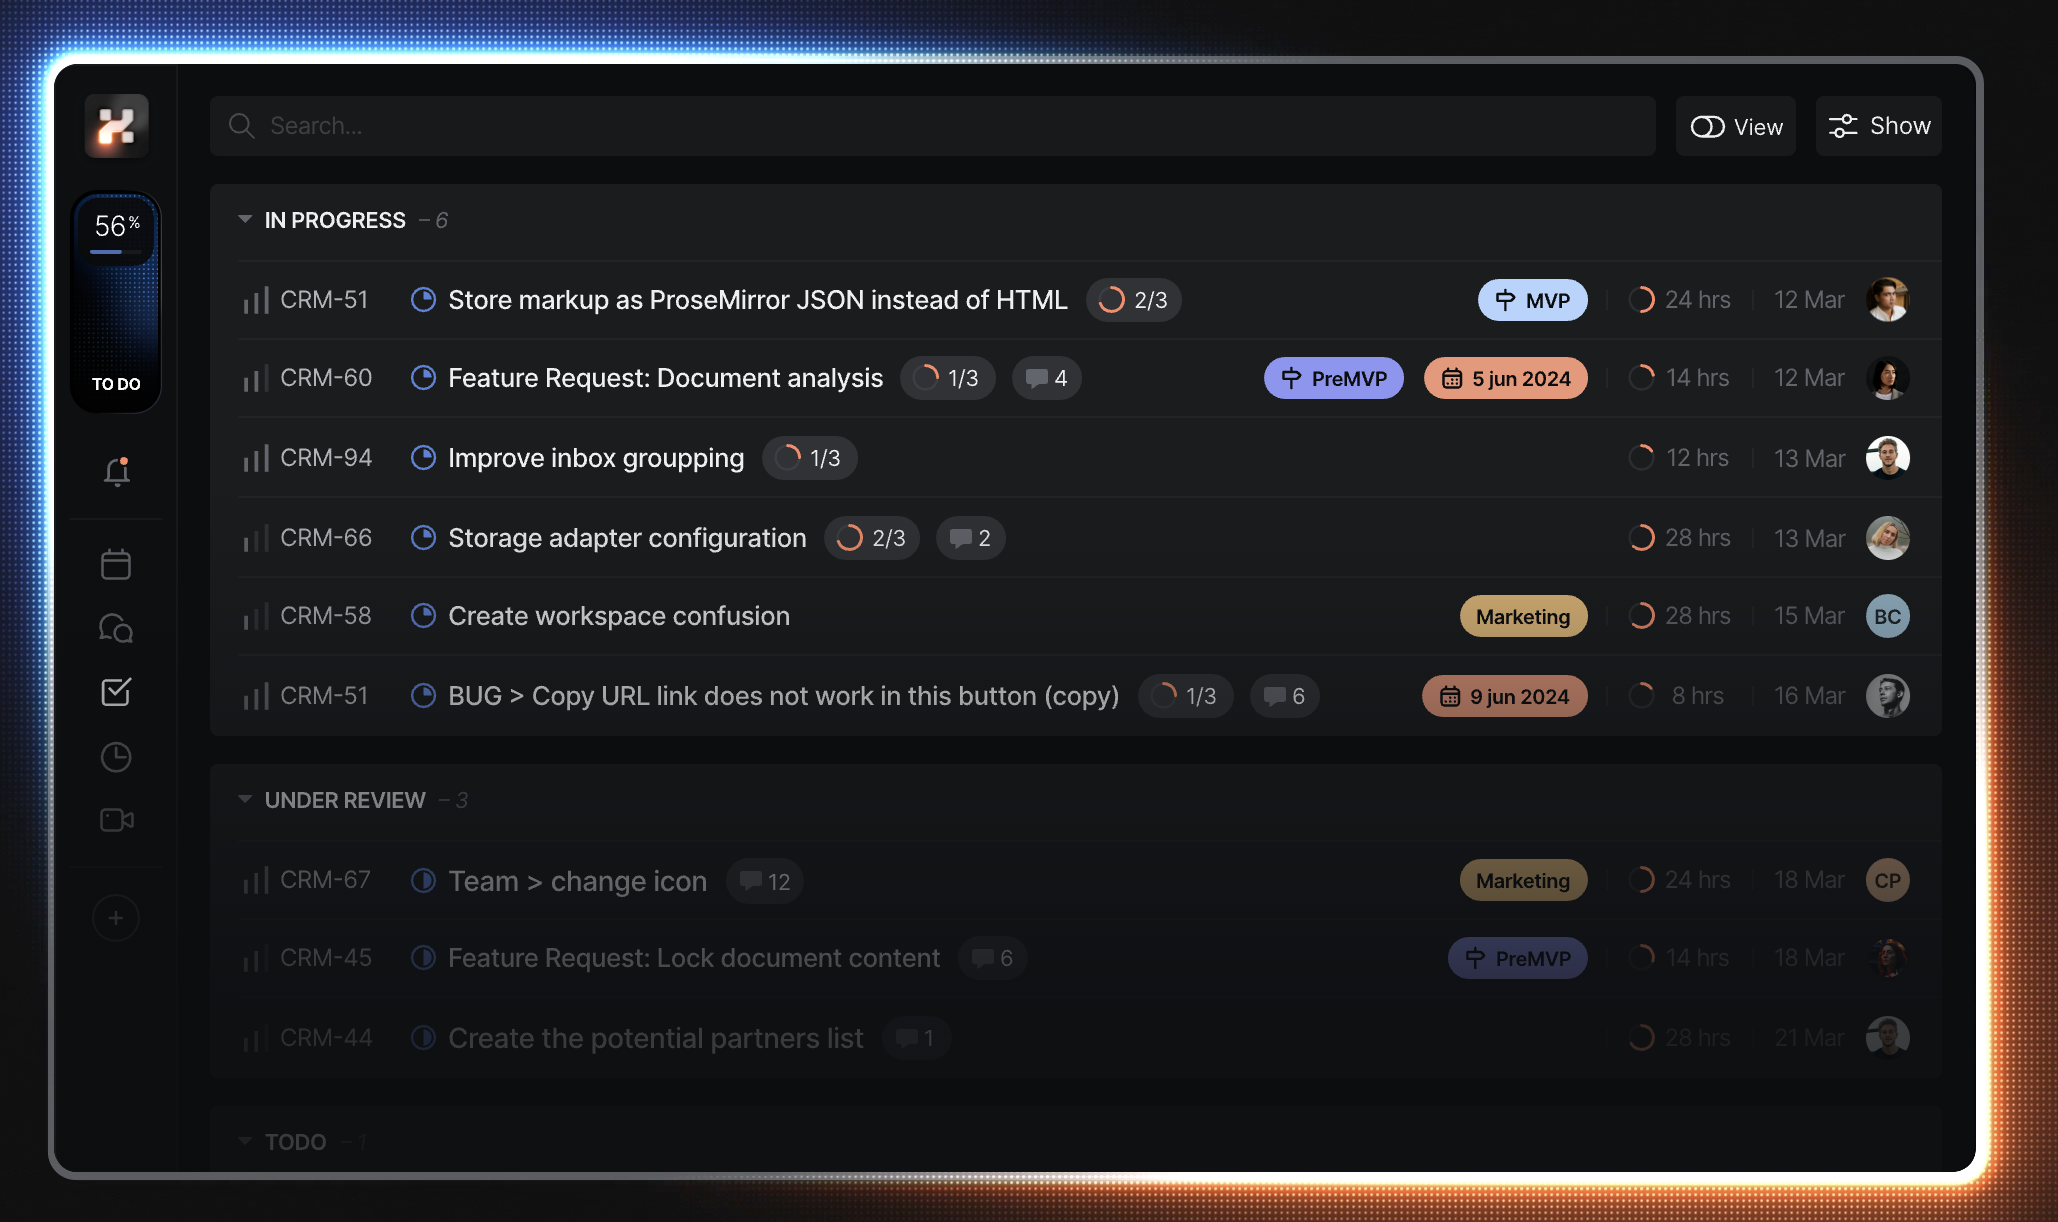 Search...
View
Show
56%
TO DO
IN PROGRESS – 6
CRM-51 Store markup as ProseMirror JSON instead of HTML 2/3 MVP 24 hrs 12 Mar
CRM-60 Feature Request: Document analysis 1/3 4 PreMVP 5 jun 2024 14 hrs 12 Mar
CRM-94 Improve inbox groupping 1/3 12 hrs 13 Mar
CRM-66 Storage adapter configuration 2/3 2 28 hrs 13 Mar
CRM-58 Create workspace confusion Marketing 28 hrs 15 Mar BC
CRM-51 BUG > Copy URL link does not work in this button (copy) 1/3 6 9 jun 2024 8 hrs 16 Mar
UNDER REVIEW – 3
CRM-67 Team > change icon 12 Marketing 24 hrs 18 Mar CP
CRM-45 Feature Request: Lock document content 6 PreMVP 14 hrs 18 Mar
CRM-44 Create the potential partners list 1 28 hrs 21 Mar
TODO – 1